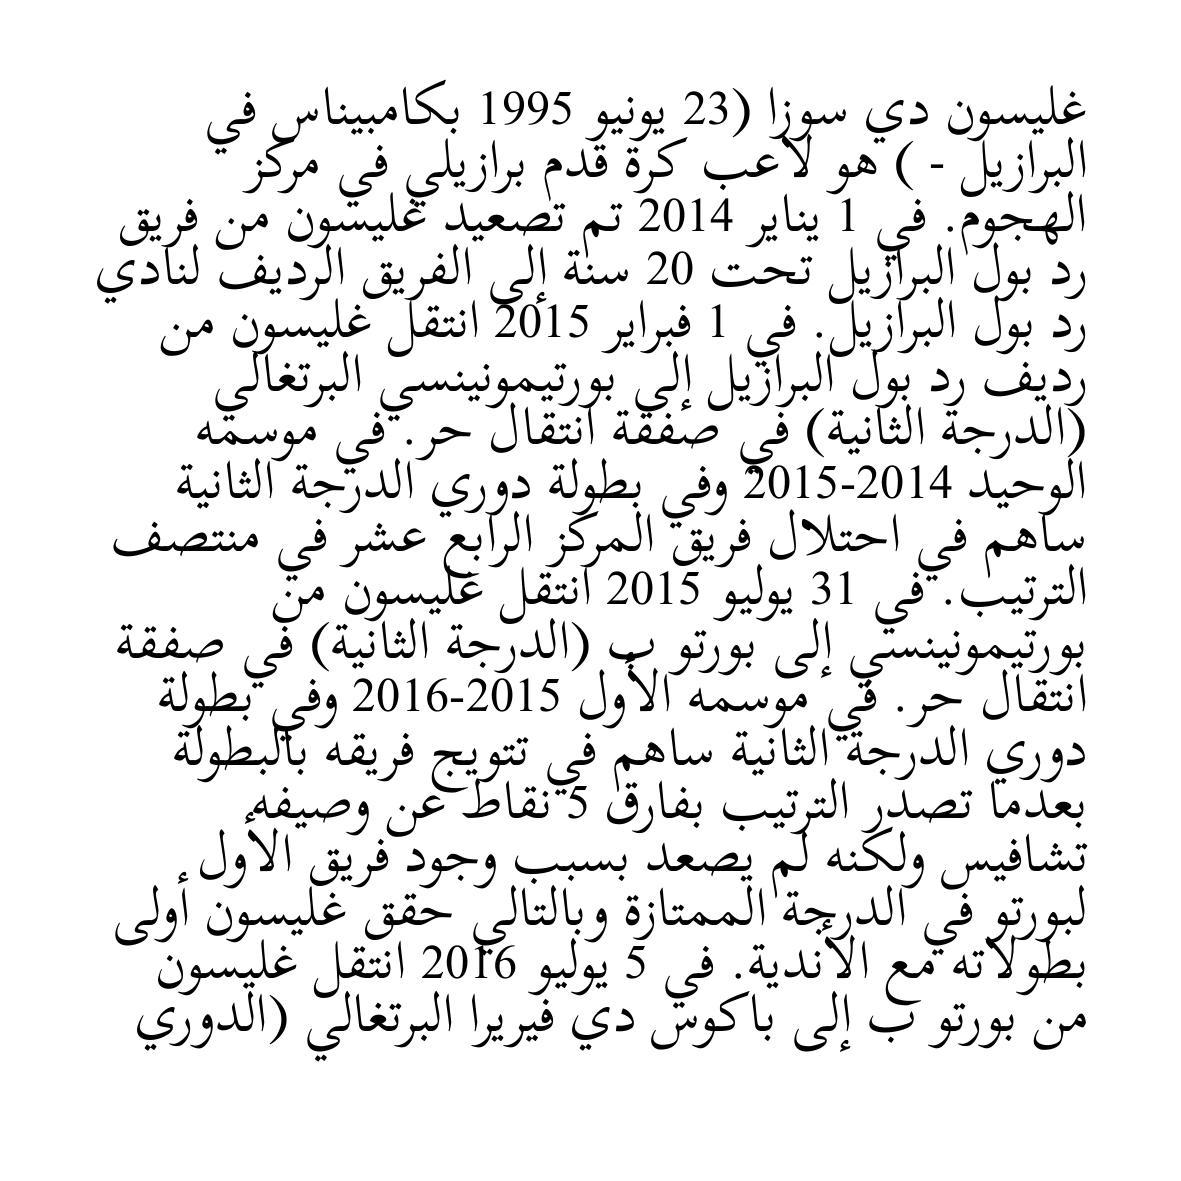 غليسون دي سوزا (23 يونيو 1995 بكامبيناس في
البرازيل - ) هو لاعب كرة قدم برازيلي في مركز
الهجوم. في 1 يناير 2014 تم تصعيد غليسون من فريق
رد بول البرازيل تحت 20 سنة إلى الفريق الرديف لنادي
رد بول البرازيل. في 1 فبراير 2015 انتقل غليسون من
رديف رد بول البرازيل إلى بورتيمونينسي البرتغالي
(الدرجة الثانية) في صفقة انتقال حر. في موسمه
الوحيد 2014-2015 وفي بطولة دوري الدرجة الثانية
ساهم في احتلال فريق المركز الرابع عشر في منتصف
الترتيب. في 31 يوليو 2015 انتقل غليسون من
بورتيمونينسي إلى بورتو ب (الدرجة الثانية) في صفقة
انتقال حر. في موسمه الأول 2015-2016 وفي بطولة
دوري الدرجة الثانية ساهم في تتويج فريقه بالبطولة
بعدما تصدر الترتيب بفارق 5 نقاط عن وصيفه
تشافيس ولكنه لم يصعد بسبب وجود فريق الأول
لبورتو في الدرجة الممتازة وبالتالي حقق غليسون أولى
بطولاته مع الأندية. في 5 يوليو 2016 انتقل غليسون
من بورتو ب إلى باكوس دي فيريرا البرتغالي (الدوري